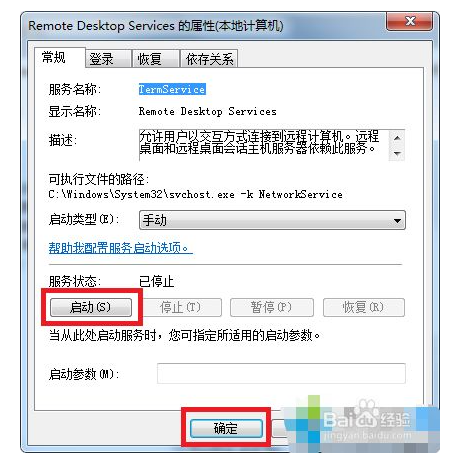 Remote Desktop Services 的属性(本地计算机)
常规 登录 恢复 依存关系
服务名称: TermService
显示名称: Remote Desktop Services
描述: 允许用户以交互方式连接到远程计算机。远程
桌面和远程桌面会话主机服务器依赖此服务。
可执行文件的路径:
C:\Windows\System32\svchost.exe -k NetworkService
启动类型(E): 手动
帮助我配置服务启动选项。
服务状态: 已停止
启动(S) 停止(T) 暂停(P) 恢复(R)
当从此处启动服务时，您可指定所适用的启动参数。
启动参数(M):
确定
Baidu 经验
jingyan.baidu.com